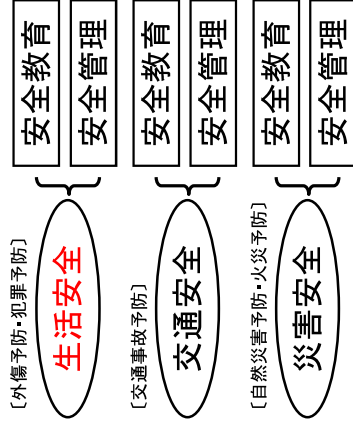 〔外傷予防・犯罪予防〕
生活安全
安全教育
安全管理
〔交通事故予防〕
交通安全
安全教育
安全管理
〔自然災害予防・火災予防〕
災害安全
安全教育
安全管理